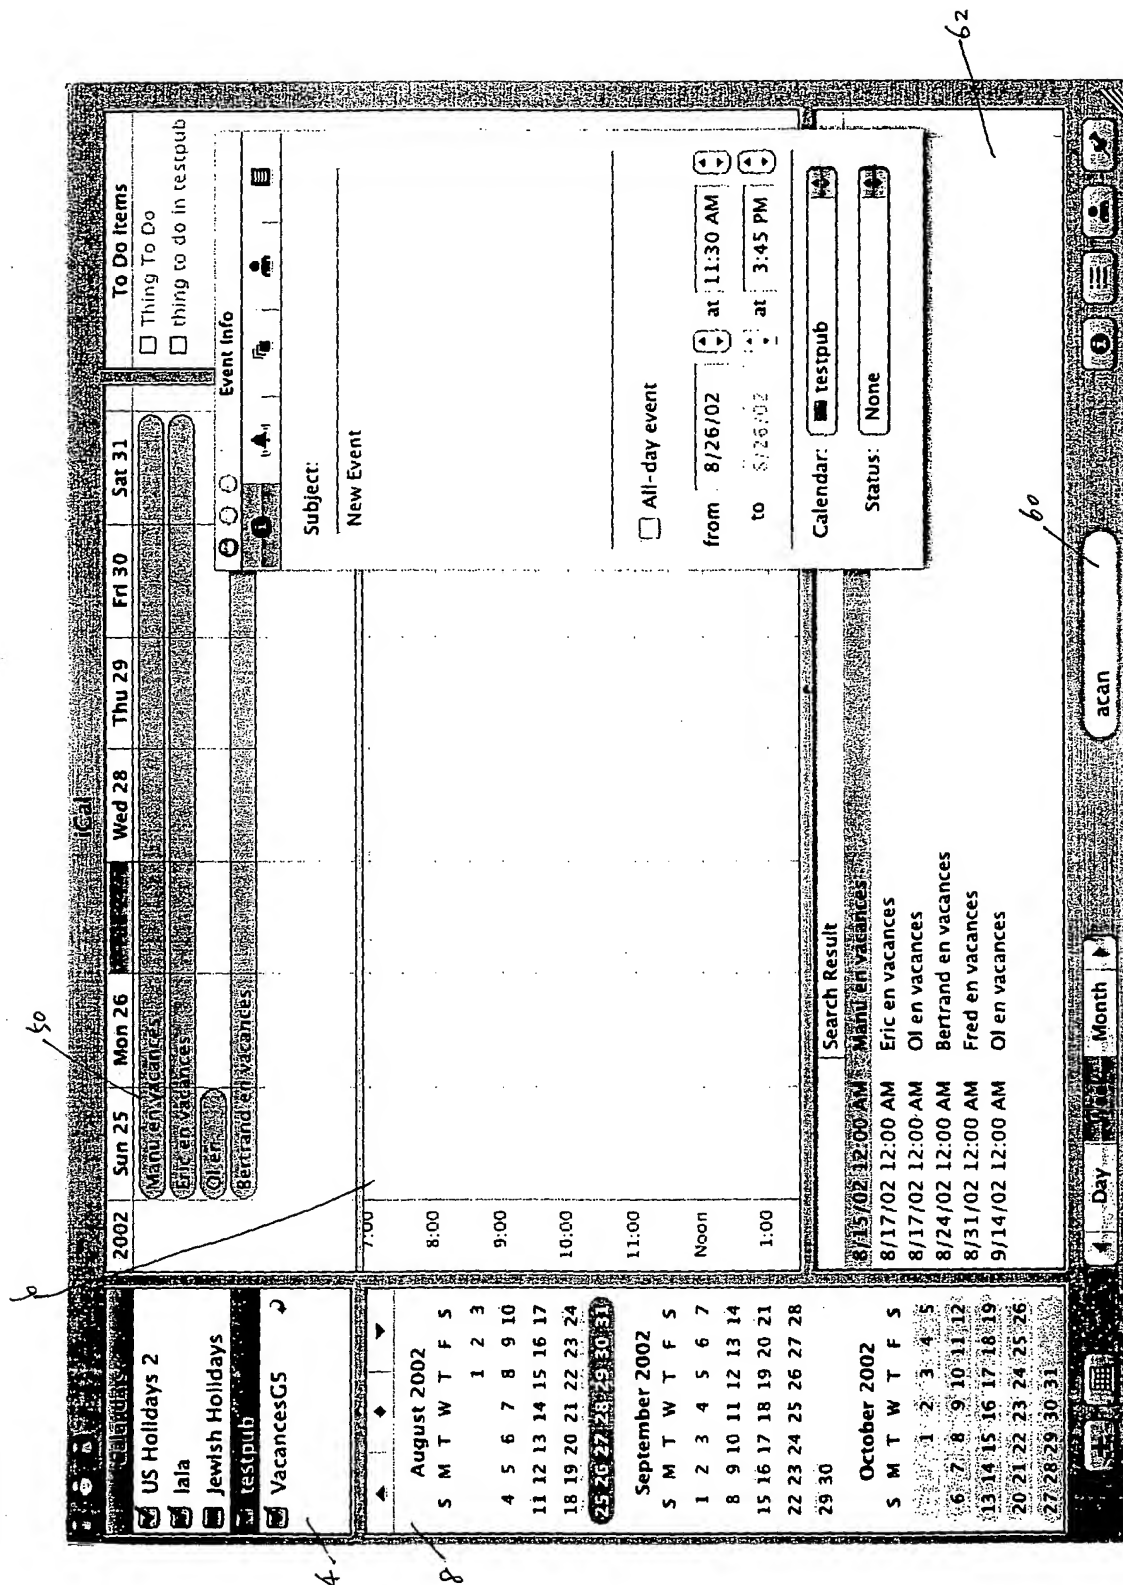 iCal
Calendars
US Holidays 2
lala
Jewish Holidays
testpub
VacancesG5
August 2002
S M T W T F S
1 2 3
4 5 6 7 8 9 10
11 12 13 14 15 16 17
18 19 20 21 22 23 24
25 26 27 28 29 30 31
September 2002
S M T W T F S
1 2 3 4 5 6 7
8 9 10 11 12 13 14
15 16 17 18 19 20 21
22 23 24 25 26 27 28
29 30
October 2002
S M T W T F S
1 2 3 4 5
6 7 8 9 10 11 12
13 14 15 16 17 18 19
20 21 22 23 24 25 26
27 28 29 30 31
2002 Sun 25 Mon 26 Wed 28 Thu 29 Fri 30 Sat 31
Manu en vacances
Eric en vacances
Ol en
Bertrand en vacances
7:00
8:00
9:00
10:00
11:00
Noon
1:00
To Do Items
Thing To Do
thing to do in testpub
Event Info
Subject:
New Event
All-day event
from 8/26/02 at 11:30 AM
to 8/26/02 at 3:45 PM
Calendar: testpub
Status: None
Search Result
8/15/02 12:00 AM Manu en vacances
8/17/02 12:00 AM Eric en vacances
8/17/02 12:00 AM Ol en vacances
8/24/02 12:00 AM Bertrand en vacances
8/31/02 12:00 AM Fred en vacances
9/14/02 12:00 AM Ol en vacances
Day Month
acan
6
50
4
8
60
62